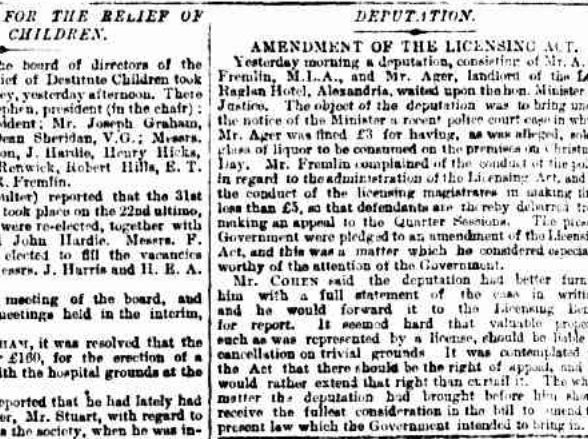 FOR THE RELIEF OF
CHILDREN.
the board of directors of the
lief of Destitute Children took
ey, yesterday afternoon. There
ephen, president (in the chair);
ident; Mr. Joseph Graham,
Dean Sheridan, V.G.; Messrs.
on, J. Hardie, Henry Hicks,
Renwick, Robert Hills, E. T.
R. Fremlin.
ulter) reported that the 31st
took place on the 22nd ultimo,
were re-elected, together with
John Hardie. Messrs. F.
elected to fill the vacancies
essrs. J. Harris and H. E. A.
meeting of the board, and
meetings held in the interim,
HAM, it was resolved that the
r £160, for the erection of a
ith the hospital grounds at the
eported that he had lately had
er, Mr. Stuart, with regard to
s the society, when he was in-
DEPUTATION.
AMENDMENT OF THE LICENSING ACT.
Yesterday morning a deputation, consisting of Mr. A.
Fremlin, M.L.A., and Mr. Ager, landlord of the
Raglan Hotel, Alexandria, waited upon the hon. Minister
Justice. The object of the deputation was to bring un
the notice of the Minister a recent police court case in wh
Mr. Ager was fined £3 for having, as was alleged, sol
glass of liquor to be consumed on the premises on Christm
Day. Mr. Fremlin complained of the conduct of the po
in regard to the administration of the Licensing Act, and
the conduct of the licensing magistrates in making fin
less than £5, so that defendants are thereby debarred fr
making an appeal to the Quarter Sessions. The pres
Government were pledged to an amendment of the Licens
Act, and this was a matter which he considered especia
worthy of the attention of the Government.
Mr. COHEN said the deputation had better furn
him with a full statement of the case in writi
and he would forward it to the Licensing Ben
for report. It seemed hard that valuable prope
such as was represented by a license, should be liable
cancellation on trivial grounds It was contemplated
the Act that there should be the right of appeal, and
would rather extend that right than curtail it. The wh
matter the deputation had brought before him shou
receive the fullest consideration in the bill to amend
present law which the Government intended to bring in